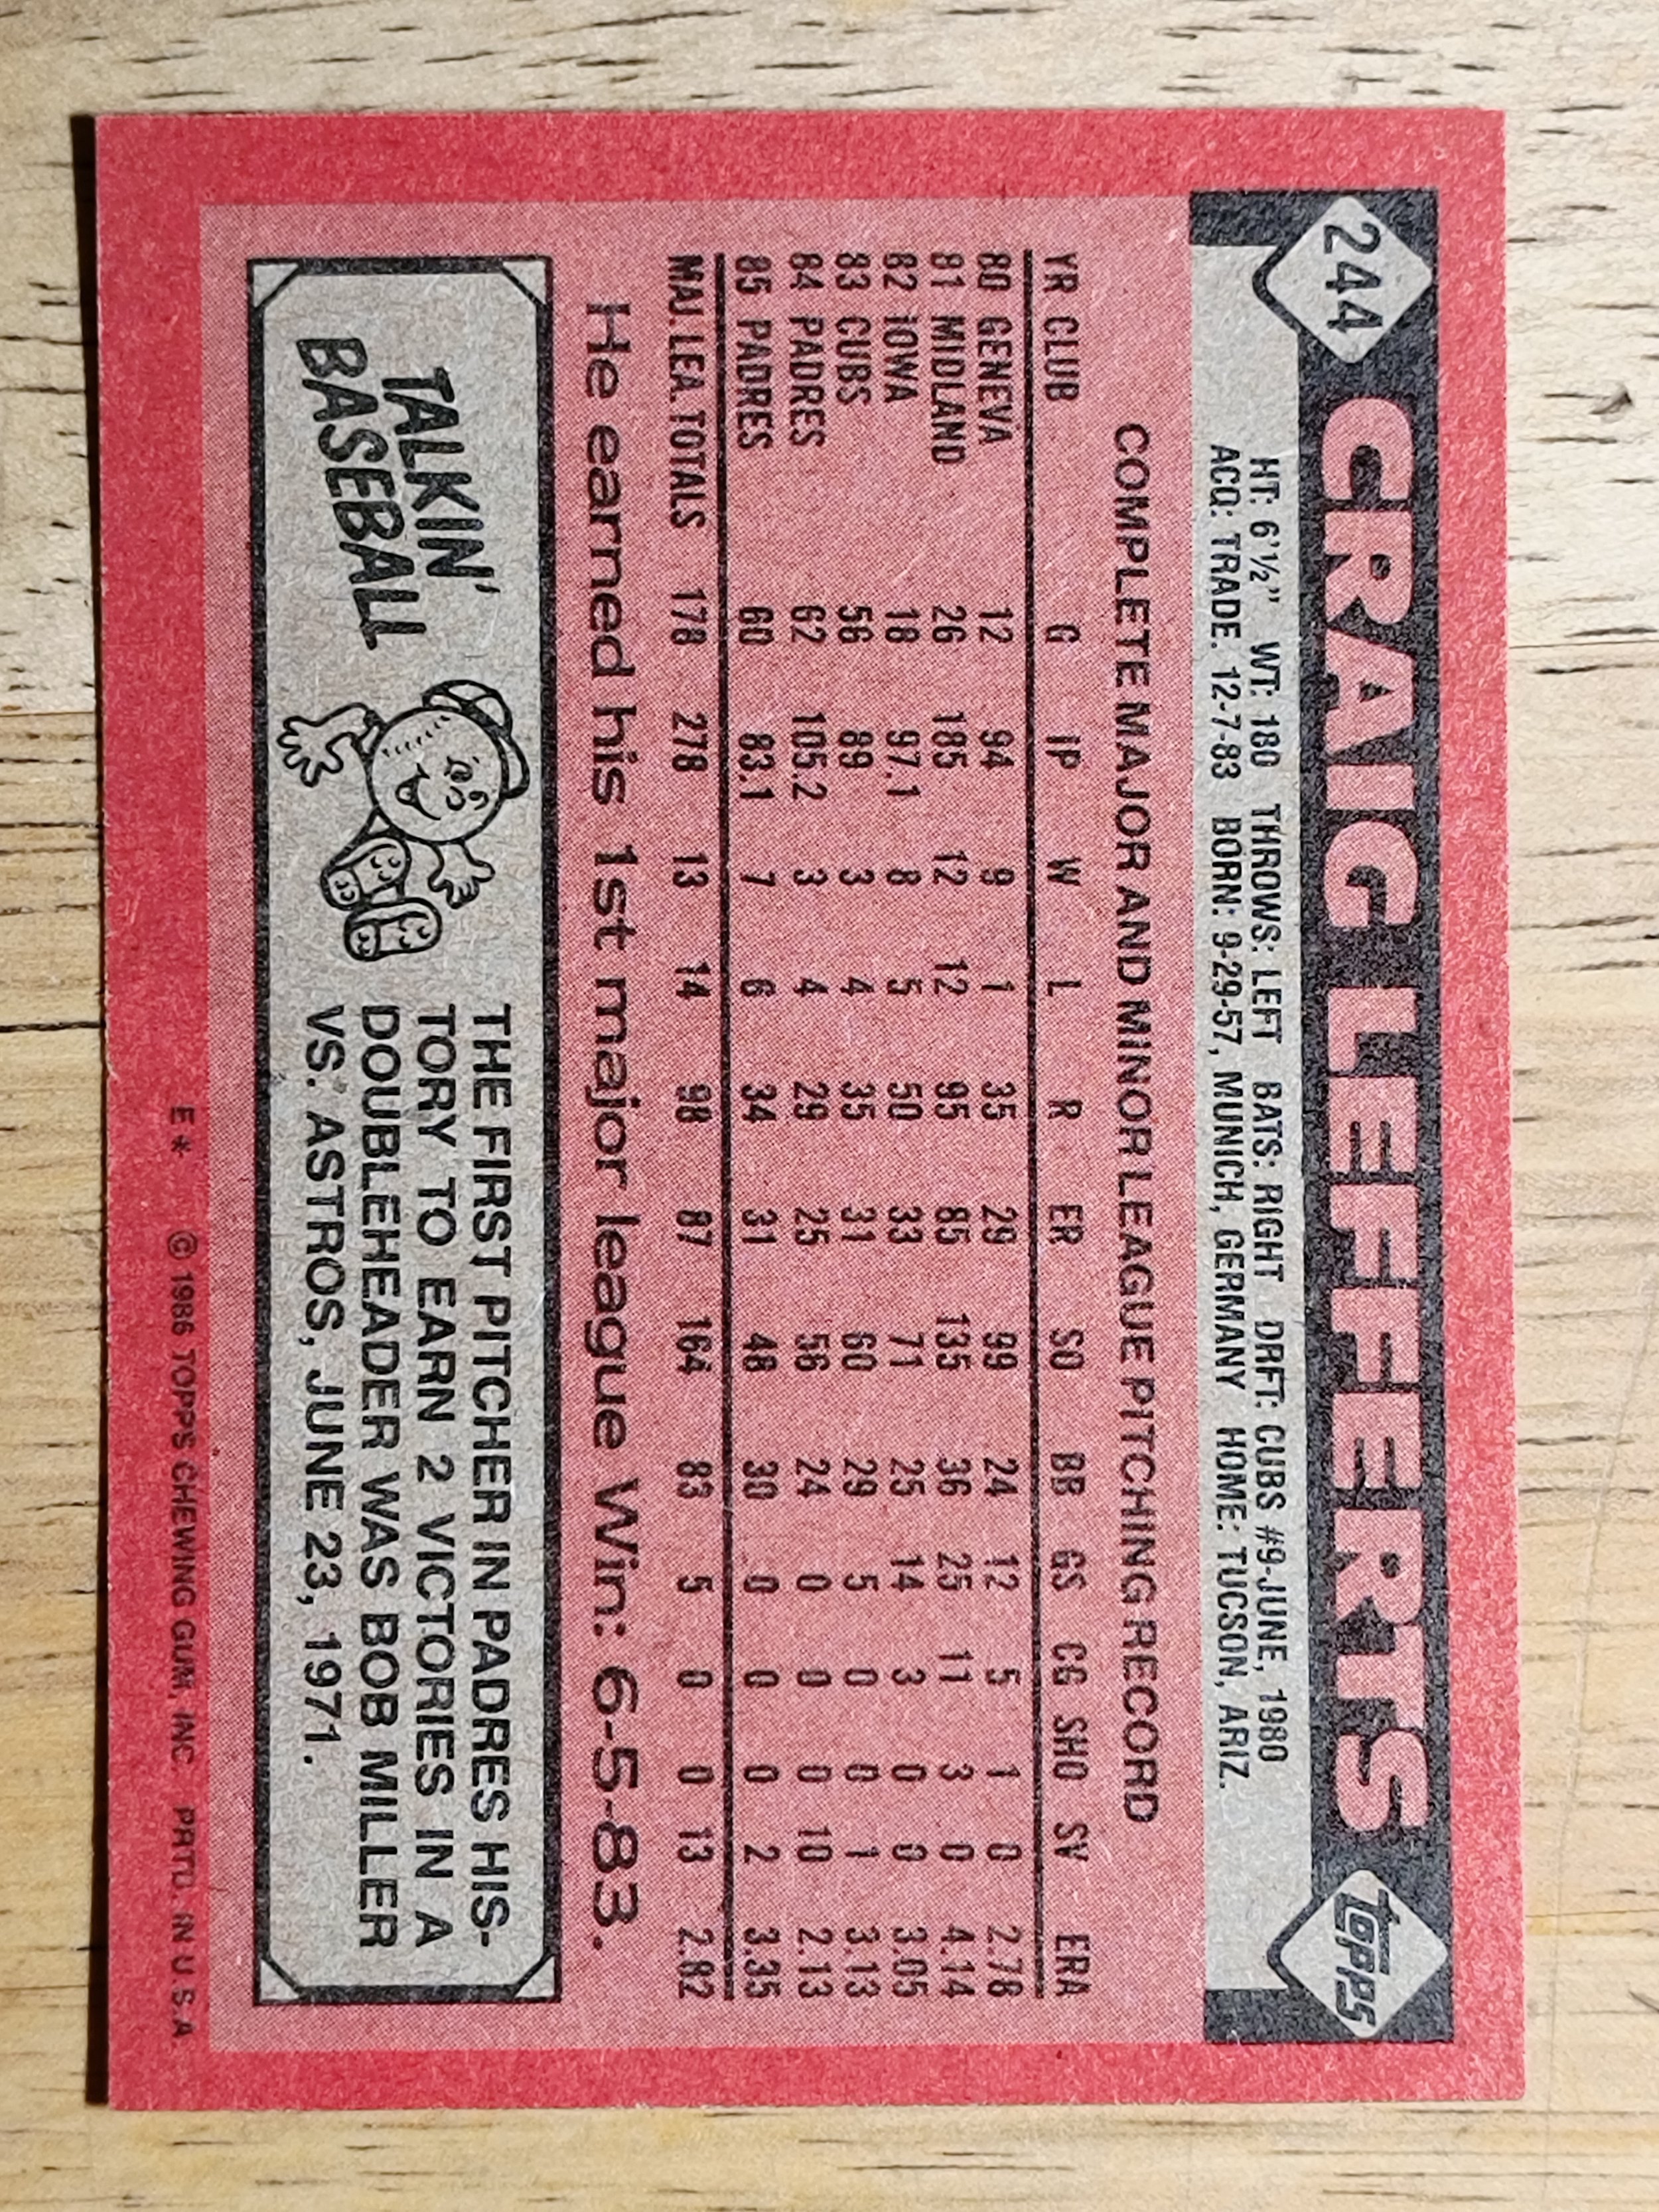 244 CRAIG LEFFERTS TOPPS
HT: 6'½" WT: 180 THROWS: LEFT BATS: RIGHT DRFT: CUBS #9-JUNE, 1980
ACQ: TRADE. 12-7-83 BORN: 9-29-57, MUNICH, GERMANY HOME: TUCSON, ARIZ.
COMPLETE MAJOR AND MINOR LEAGUE PITCHING RECORD
YR CLUB G IP W L R ER SO BB GS CG SHO SV ERA
80 GENEVA 12 94 9 1 35 29 99 24 12 5 1 0 2.78
81 MIDLAND 26 185 12 12 95 85 135 36 25 11 3 0 4.14
82 IOWA 18 97.1 8 5 50 33 71 25 14 3 0 0 3.05
83 CUBS 56 89 3 4 35 31 60 29 5 0 0 1 3.13
84 PADRES 62 105.2 3 4 29 25 56 24 0 0 0 10 2.13
85 PADRES 60 83.1 7 6 34 31 48 30 0 0 0 2 3.35
MAJ. LEA. TOTALS 178 278 13 14 98 87 164 83 5 0 0 13 2.82
He earned his 1st major league Win: 6-5-83.
TALKIN'
BASEBALL
THE FIRST PITCHER IN PADRES HIS-
TORY TO EARN 2 VICTORIES IN A
DOUBLEHEADER WAS BOB MILLER
VS. ASTROS, JUNE 23, 1971.
E* © 1986 TOPPS CHEWING GUM, INC. PRTD. IN U.S.A.